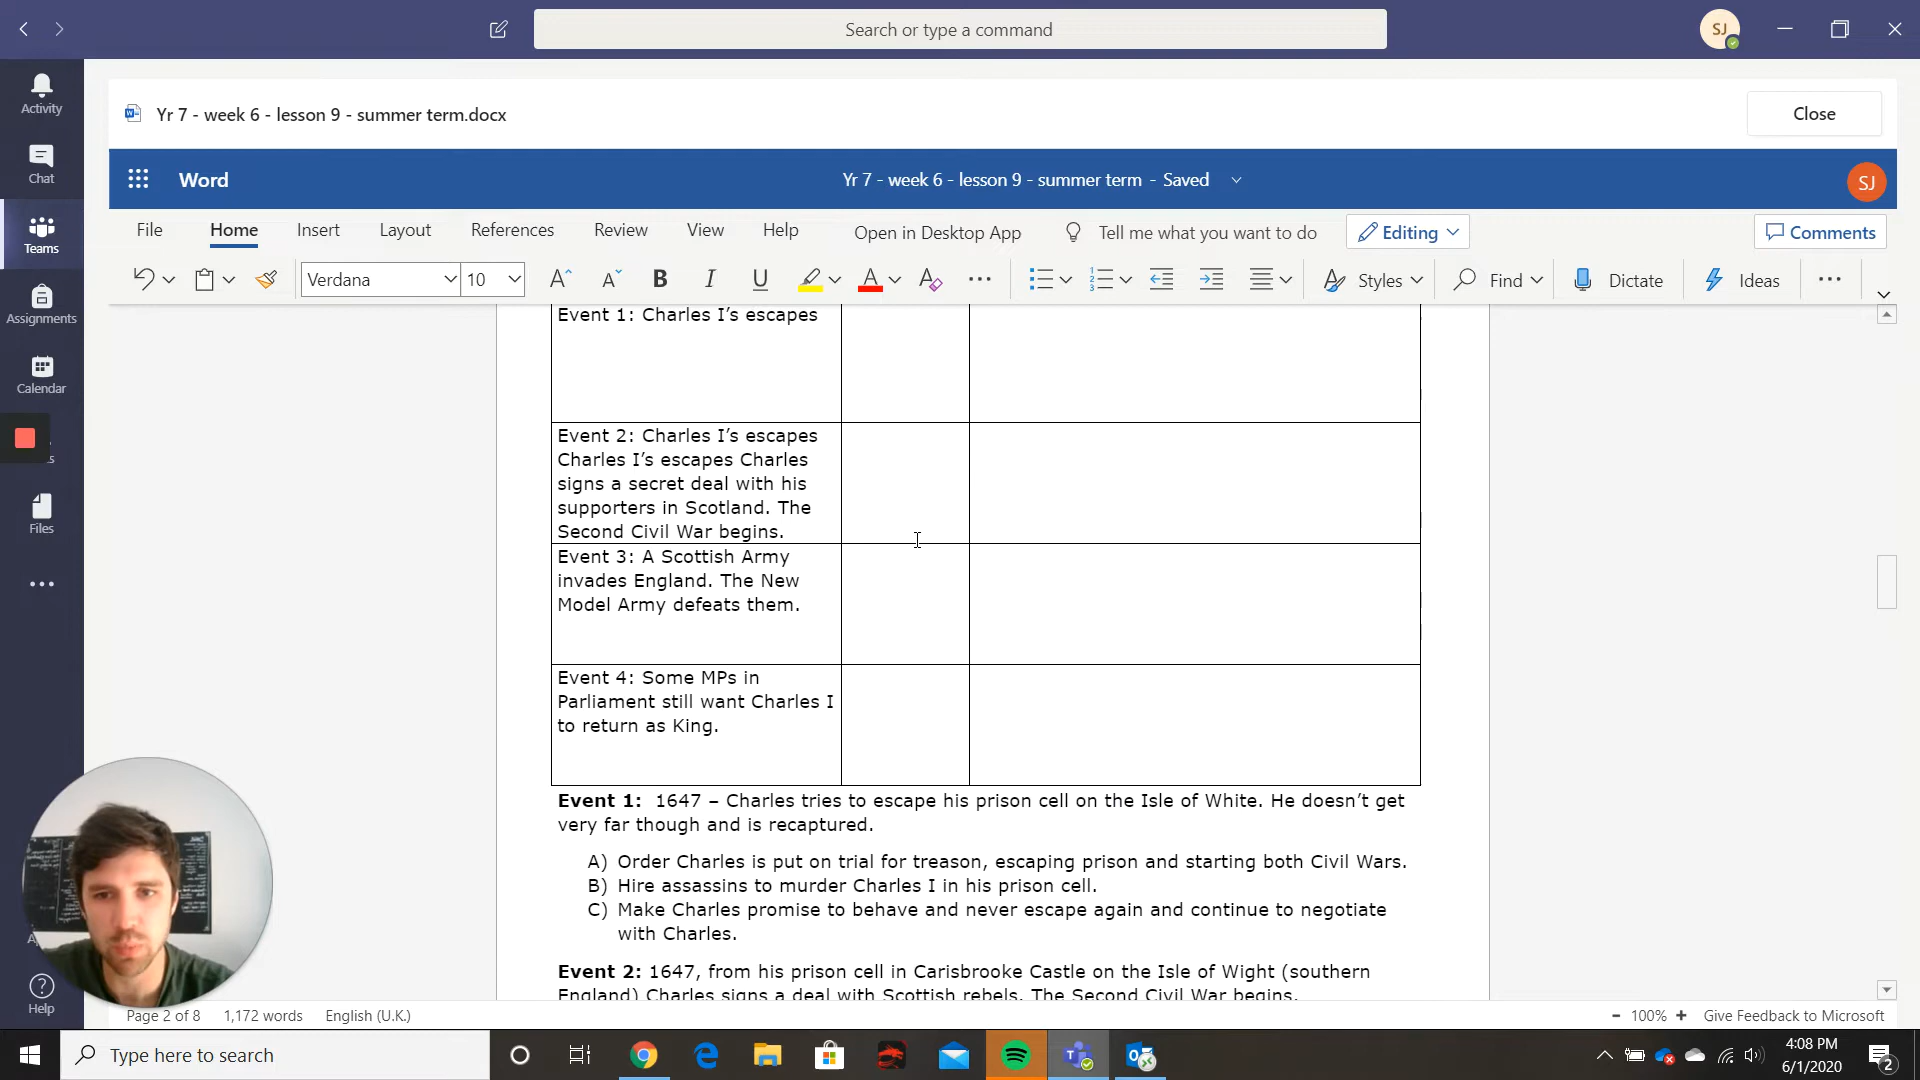 Search or type a command
SJ
Activity
Chat
Teams
Assignments
Calendar
Files
Help
Yr 7 - week 6 - lesson 9 - summer term.docx
Close
Word
Yr 7 - week 6 - lesson 9 - summer term - Saved
SJ
File Home Insert Layout References Review View Help Open in Desktop App Tell me what you want to do Editing Comments
Verdana 10 A A B I U A A Styles Find Dictate Ideas
Event 1: Charles I’s escapes
Event 2: Charles I’s escapes
Charles I’s escapes Charles
signs a secret deal with his
supporters in Scotland. The
Second Civil War begins.
Event 3: A Scottish Army
invades England. The New
Model Army defeats them.
Event 4: Some MPs in
Parliament still want Charles I
to return as King.
Event 1: 1647 – Charles tries to escape his prison cell on the Isle of White. He doesn’t get
very far though and is recaptured.
A) Order Charles is put on trial for treason, escaping prison and starting both Civil Wars.
B) Hire assassins to murder Charles I in his prison cell.
C) Make Charles promise to behave and never escape again and continue to negotiate
with Charles.
Event 2: 1647, from his prison cell in Carisbrooke Castle on the Isle of Wight (southern
England) Charles signs a deal with Scottish rebels. The Second Civil War begins.
Page 2 of 8 1,172 words English (U.K.) 100% Give Feedback to Microsoft
Type here to search
4:08 PM
6/1/2020
2